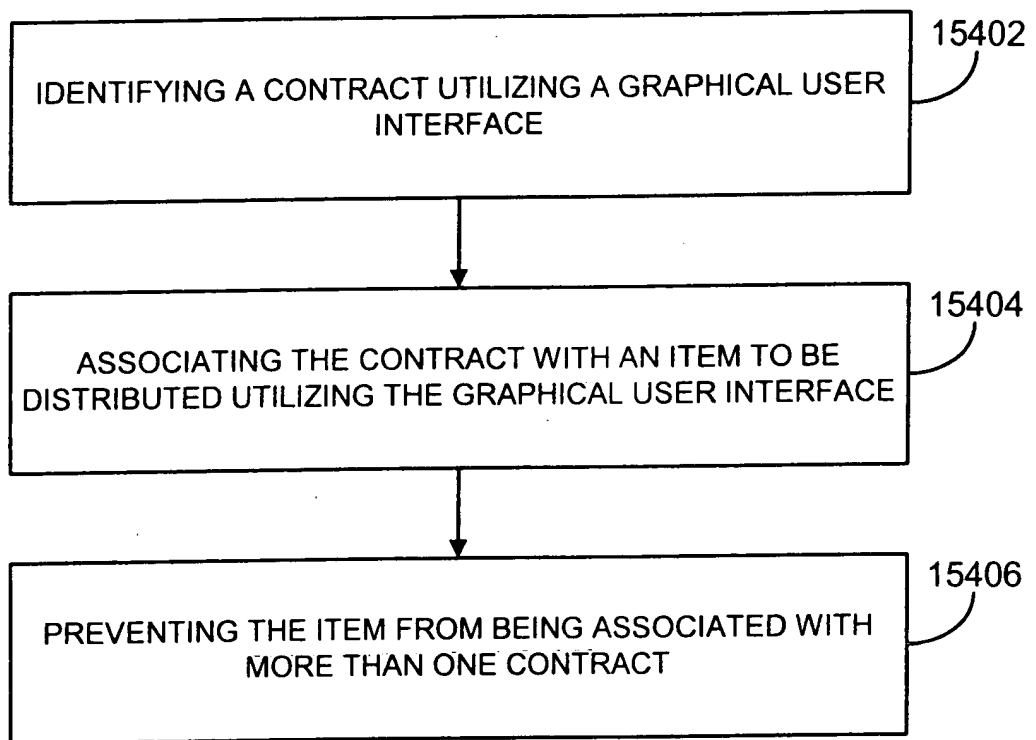 15402
IDENTIFYING A CONTRACT UTILIZING A GRAPHICAL USER
INTERFACE
15404
ASSOCIATING THE CONTRACT WITH AN ITEM TO BE
DISTRIBUTED UTILIZING THE GRAPHICAL USER INTERFACE
15406
PREVENTING THE ITEM FROM BEING ASSOCIATED WITH
MORE THAN ONE CONTRACT